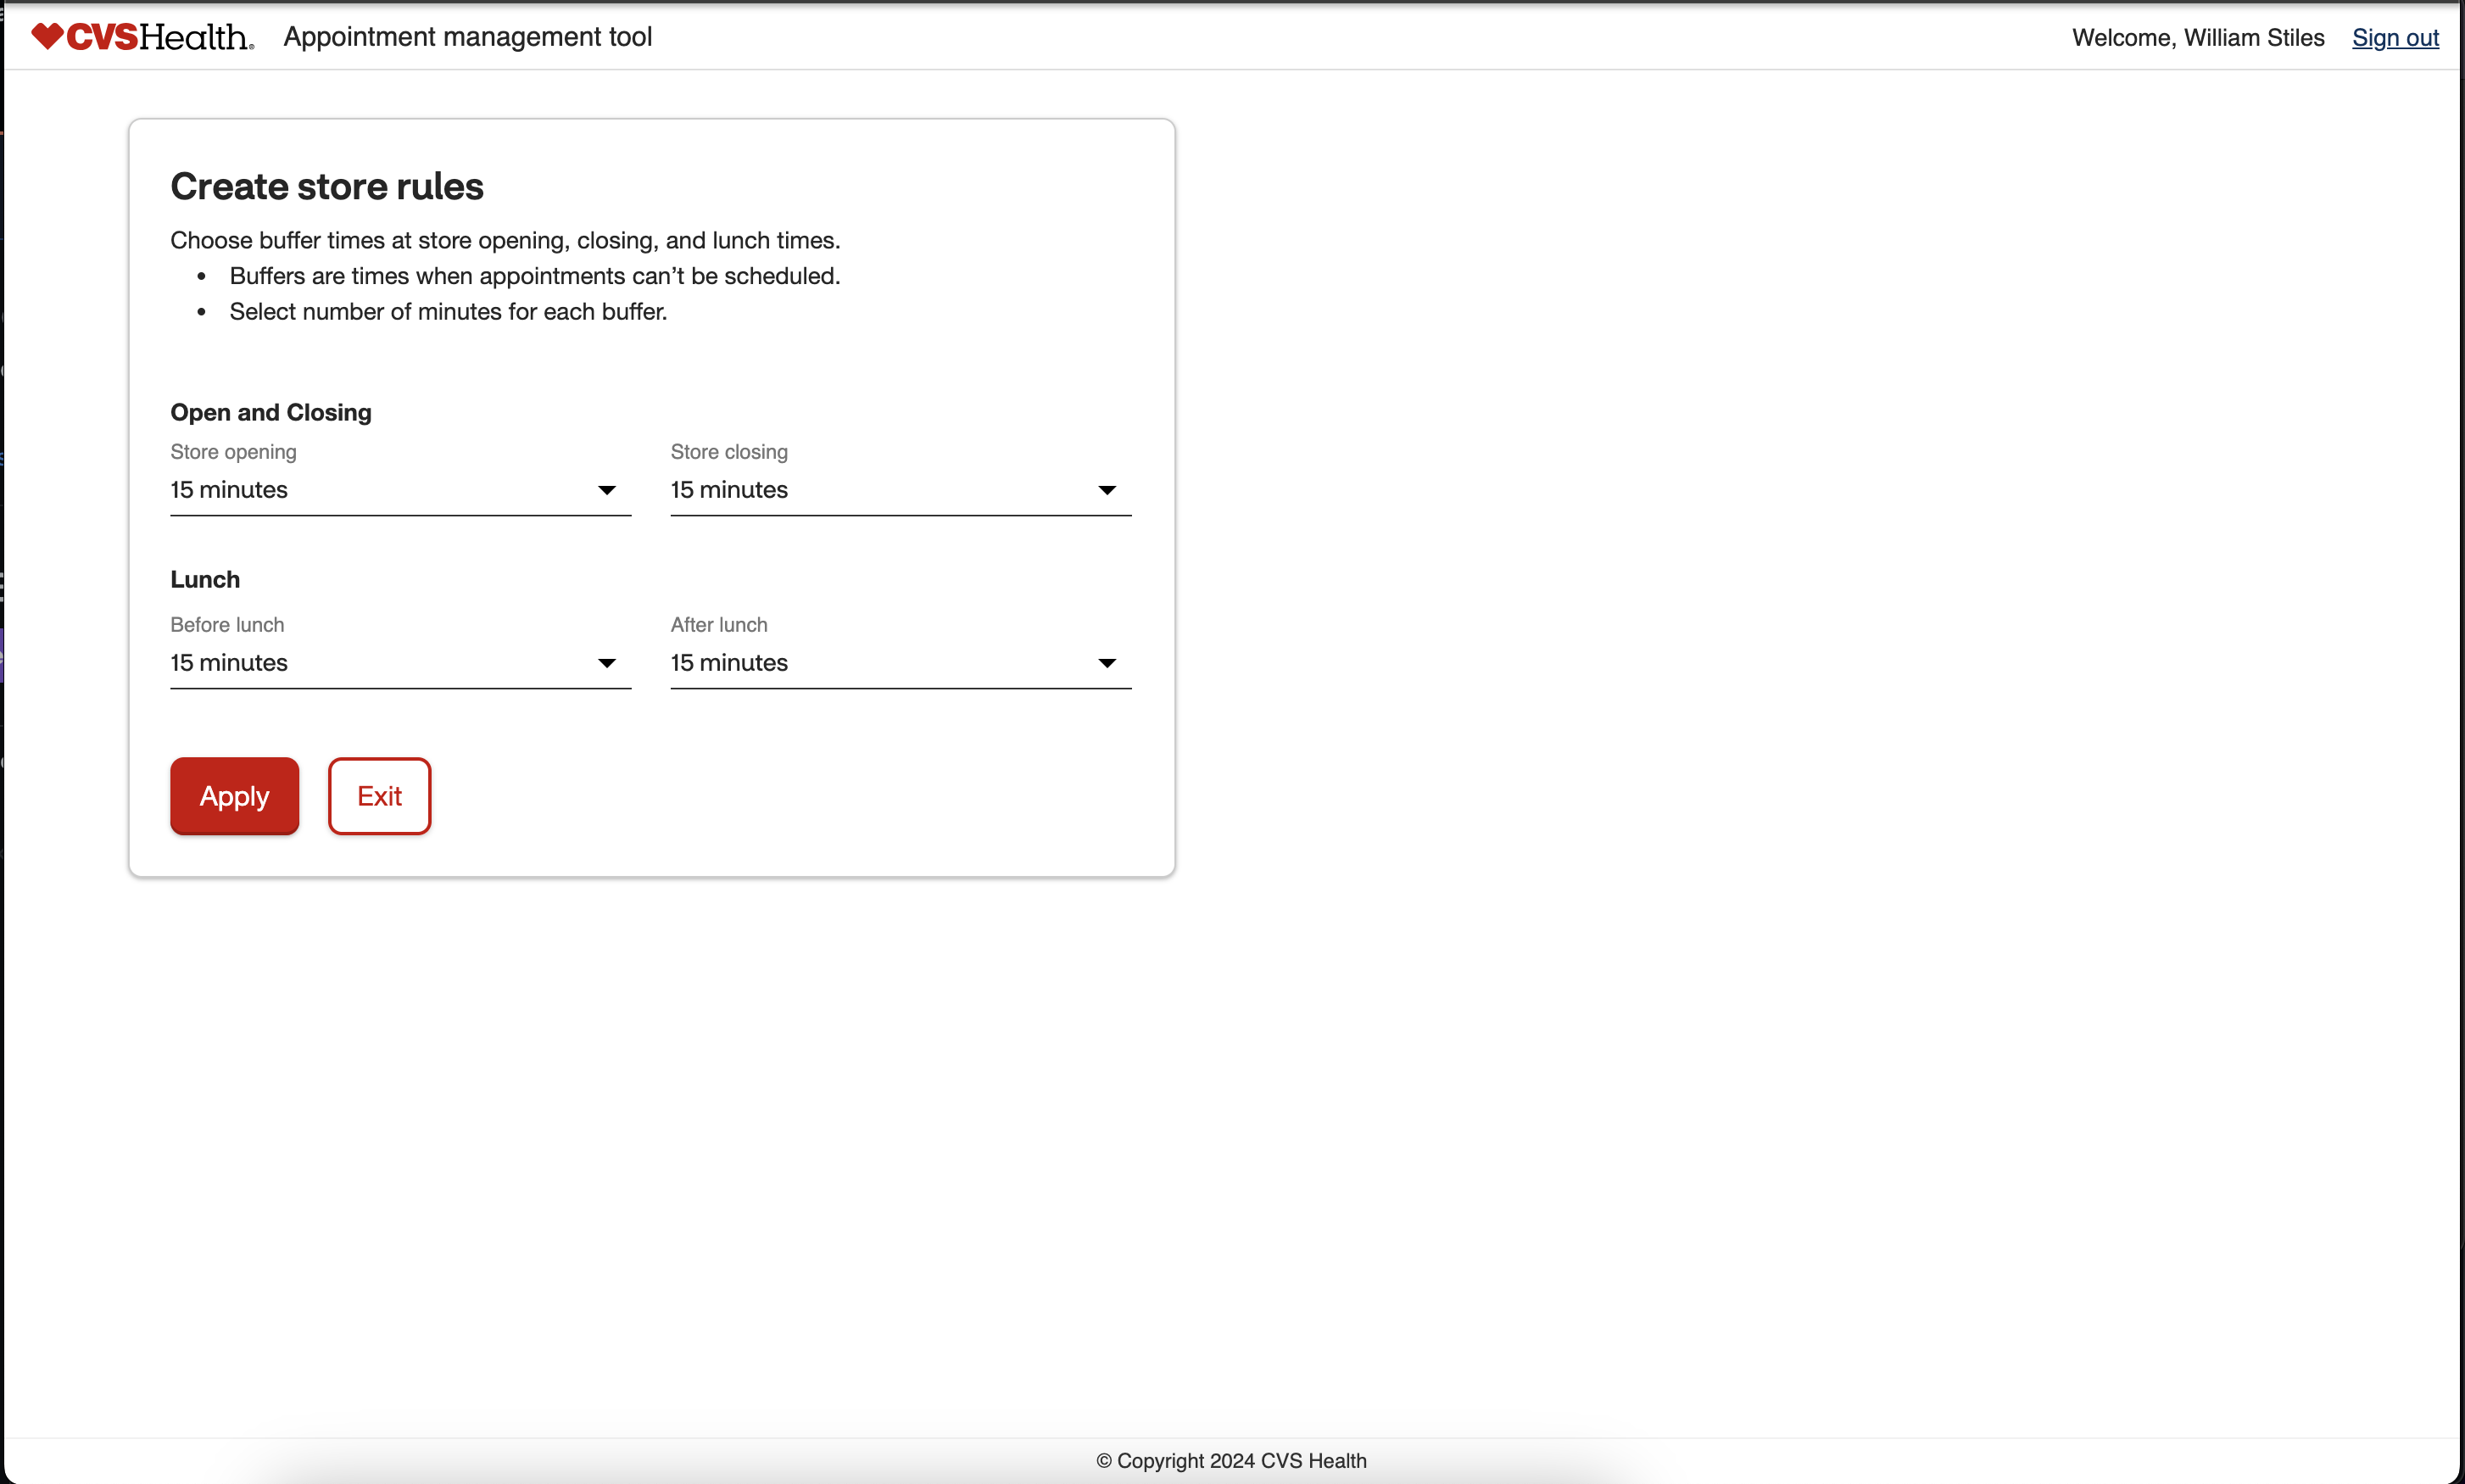 CVSHealth® Appointment management tool
Welcome, William Stiles Sign out
Create store rules
Choose buffer times at store opening, closing, and lunch times.
• Buffers are times when appointments can’t be scheduled.
• Select number of minutes for each buffer.
Open and Closing
Store opening Store closing
15 minutes 15 minutes
Lunch
Before lunch After lunch
15 minutes 15 minutes
Apply Exit
© Copyright 2024 CVS Health